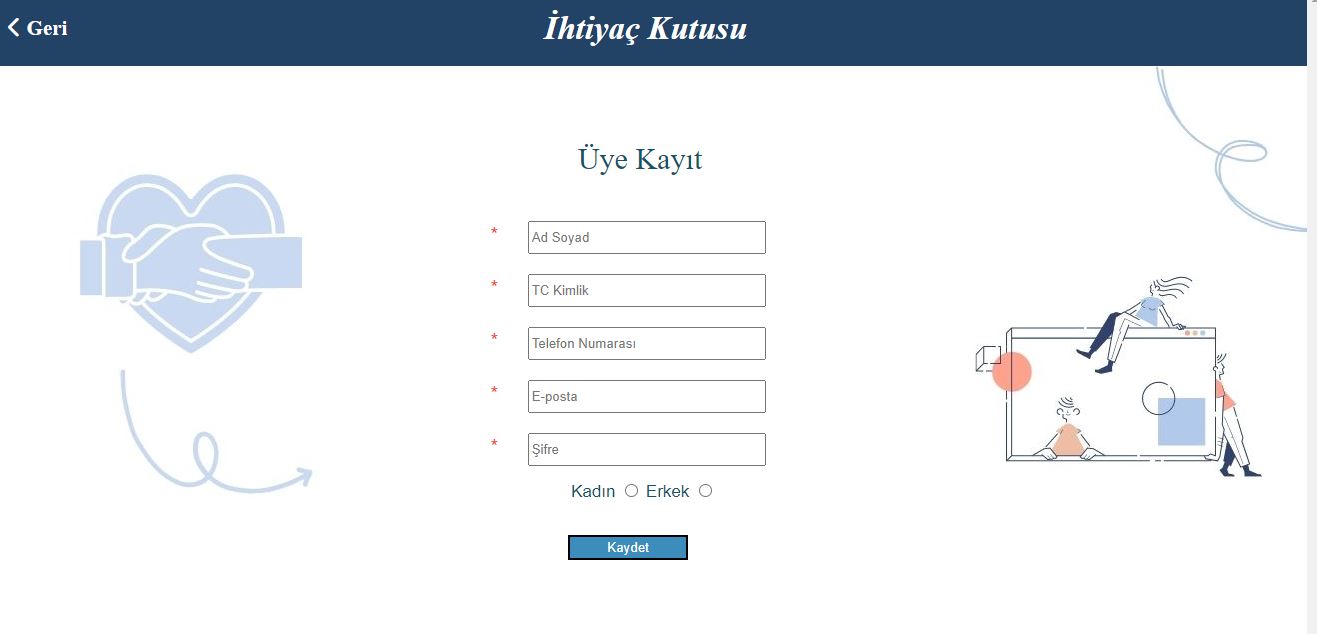 Geri
İhtiyaç Kutusu
Üye Kayıt
* Ad Soyad
* TC Kimlik
* Telefon Numarası
* E-posta
* Şifre
Kadın Erkek
Kaydet